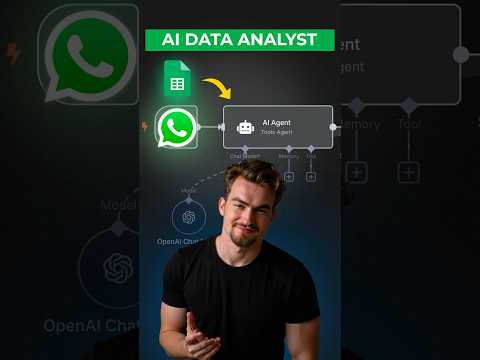 AI DATA ANALYST
AI Agent
Tools Agent
Chat Model*
Memory
Tool
Model
OpenAI Chat
Agent
Agent
Memory
Tool
OpenAI Chat